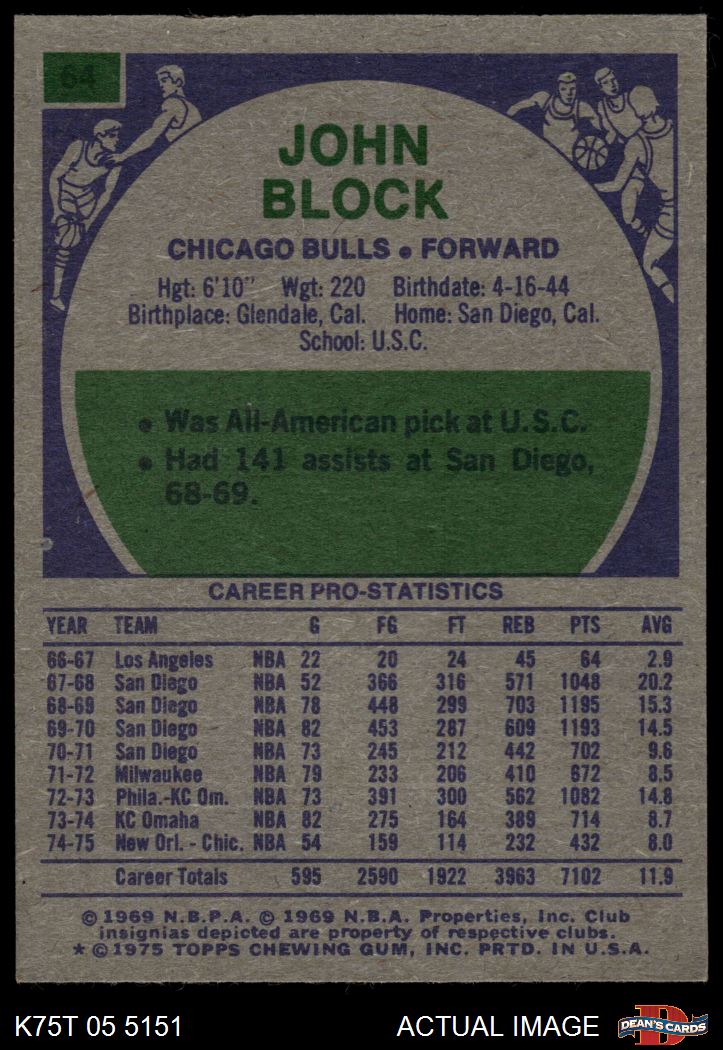 64
JOHN
BLOCK
CHICAGO BULLS • FORWARD
Hgt: 6'10" Wgt: 220 Birthdate: 4-16-44
Birthplace: Glendale, Cal. Home: San Diego, Cal.
School: U.S.C.
• Was All-American pick at U.S.C.
• Had 141 assists at San Diego,
68-69.
CAREER PRO-STATISTICS
YEAR TEAM G FG FT REB PTS AVG
66-67 Los Angeles NBA 22 20 24 45 64 2.9
67-68 San Diego NBA 52 366 316 571 1048 20.2
68-69 San Diego NBA 78 448 299 703 1195 15.3
69-70 San Diego NBA 82 453 287 609 1193 14.5
70-71 San Diego NBA 73 245 212 442 702 9.6
71-72 Milwaukee NBA 79 233 206 410 672 8.5
72-73 Phila.-KC Om. NBA 73 391 300 562 1082 14.8
73-74 KC Omaha NBA 82 275 164 389 714 8.7
74-75 New Orl. - Chic. NBA 54 159 114 232 432 8.0
Career Totals 595 2590 1922 3963 7102 11.9
© 1969 N.B.P.A. © 1969 N.B.A. Properties, Inc. Club
insignias depicted are property of respective clubs.
* © 1975 TOPPS CHEWING GUM, INC. PRTD. IN U.S.A.
K75T 05 5151 ACTUAL IMAGE D DEAN'S CARDS